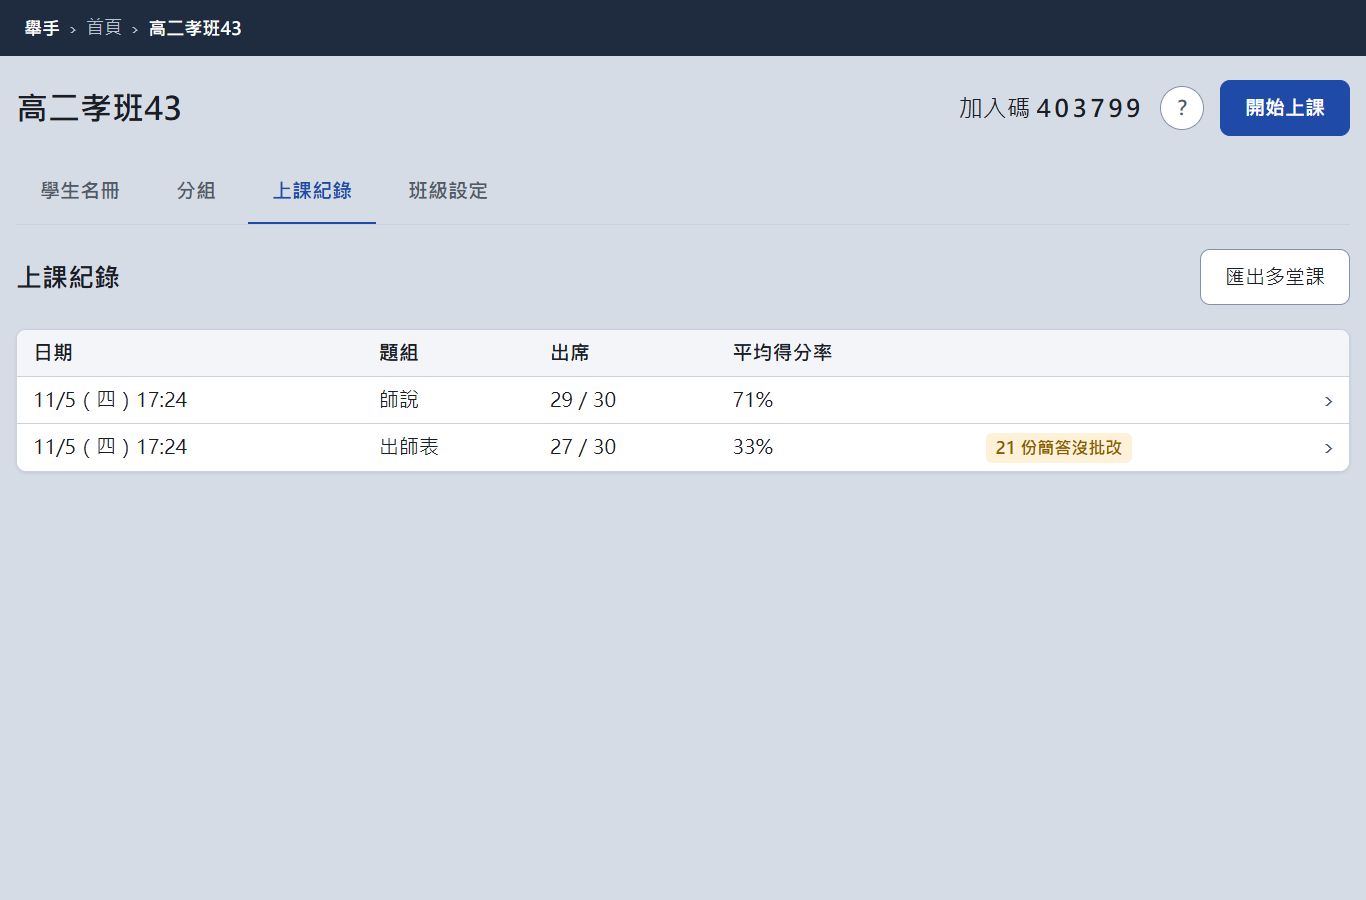 舉手 › 首頁 › 高二孝班43
高二孝班43
加入碼 403799 ? 開始上課
學生名冊 分組 上課紀錄 班級設定
上課紀錄
匯出多堂課
日期 題組 出席 平均得分率
11/5 ( 四 ) 17:24 師說 29 / 30 71% ›
11/5 ( 四 ) 17:24 出師表 27 / 30 33% 21 份簡答沒批改 ›